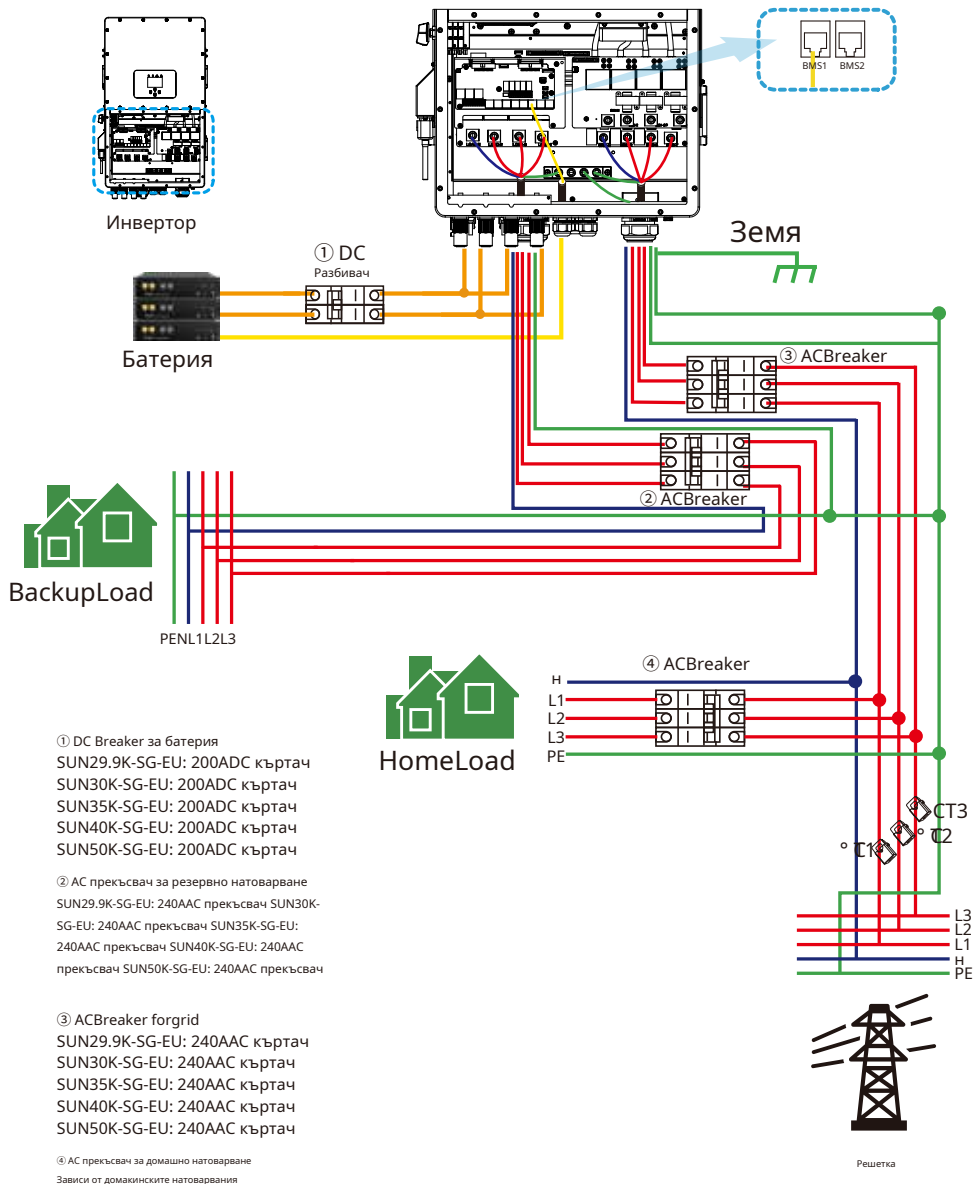 BMS1 BMS2
Инвертор
Земя
① DC
Разбивач
Батерия
③ ACBreaker
② ACBreaker
BackupLoad
PENL1L2L3
④ ACBreaker
н
L1
L2
L3
PE
HomeLoad
① DC Breaker за батерия
SUN29.9K-SG-EU: 200ADC къртач
SUN30K-SG-EU: 200ADC къртач
SUN35K-SG-EU: 200ADC къртач
SUN40K-SG-EU: 200ADC къртач
SUN50K-SG-EU: 200ADC къртач
② AC прекъсвач за резервно натоварване
SUN29.9K-SG-EU: 240AAC прекъсвач SUN30K-
SG-EU: 240AAC прекъсвач SUN35K-SG-EU:
240AAC прекъсвач SUN40K-SG-EU: 240AAC
прекъсвач SUN50K-SG-EU: 240AAC прекъсвач
③ ACBreaker forgrid
SUN29.9K-SG-EU: 240AAC къртач
SUN30K-SG-EU: 240AAC къртач
SUN35K-SG-EU: 240AAC къртач
SUN40K-SG-EU: 240AAC къртач
SUN50K-SG-EU: 240AAC къртач
④ AC прекъсвач за домашно натоварване
Зависи от домакинските натоварвания
CT3
L3
L2
L1
н
PE
Решетка